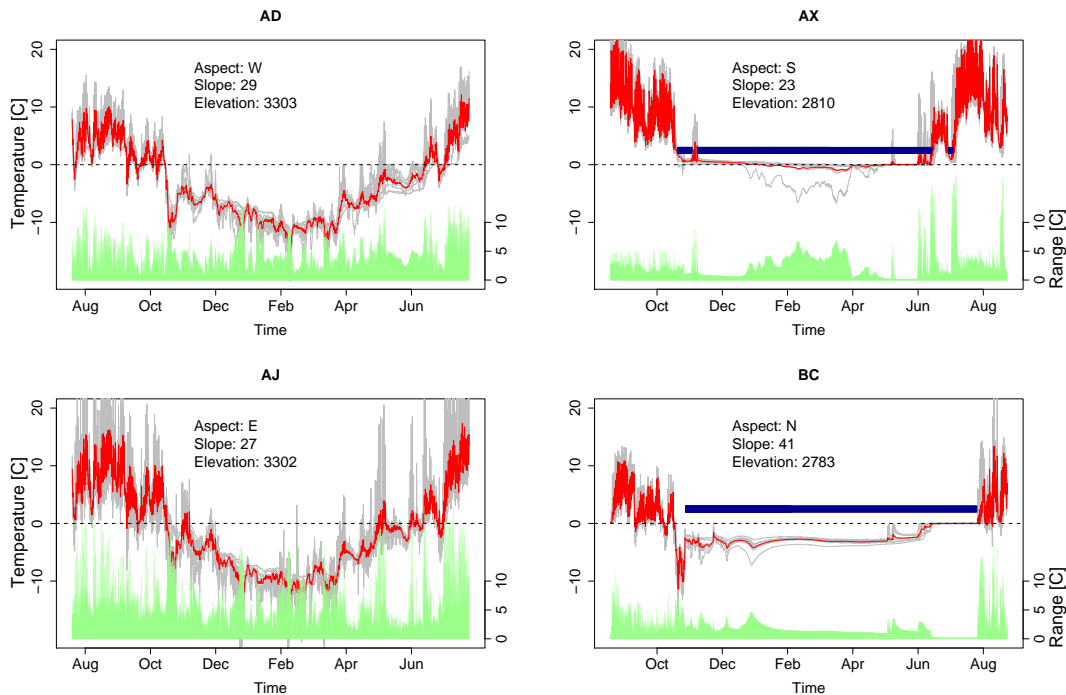 AD
Temperature [C]
20
10
0
−10
Aspect: W
Slope: 29
Elevation: 3303
10
5
0
Aug Oct Dec Feb Apr Jun
Time
AX
20
10
0
−10
Aspect: S
Slope: 23
Elevation: 2810
10
5
0
Range [C]
Oct Dec Feb Apr Jun Aug
Time
AJ
Temperature [C]
20
10
0
−10
Aspect: E
Slope: 27
Elevation: 3302
10
5
0
Aug Oct Dec Feb Apr Jun
Time
BC
20
10
0
−10
Aspect: N
Slope: 41
Elevation: 2783
10
5
0
Range [C]
Oct Dec Feb Apr Jun Aug
Time